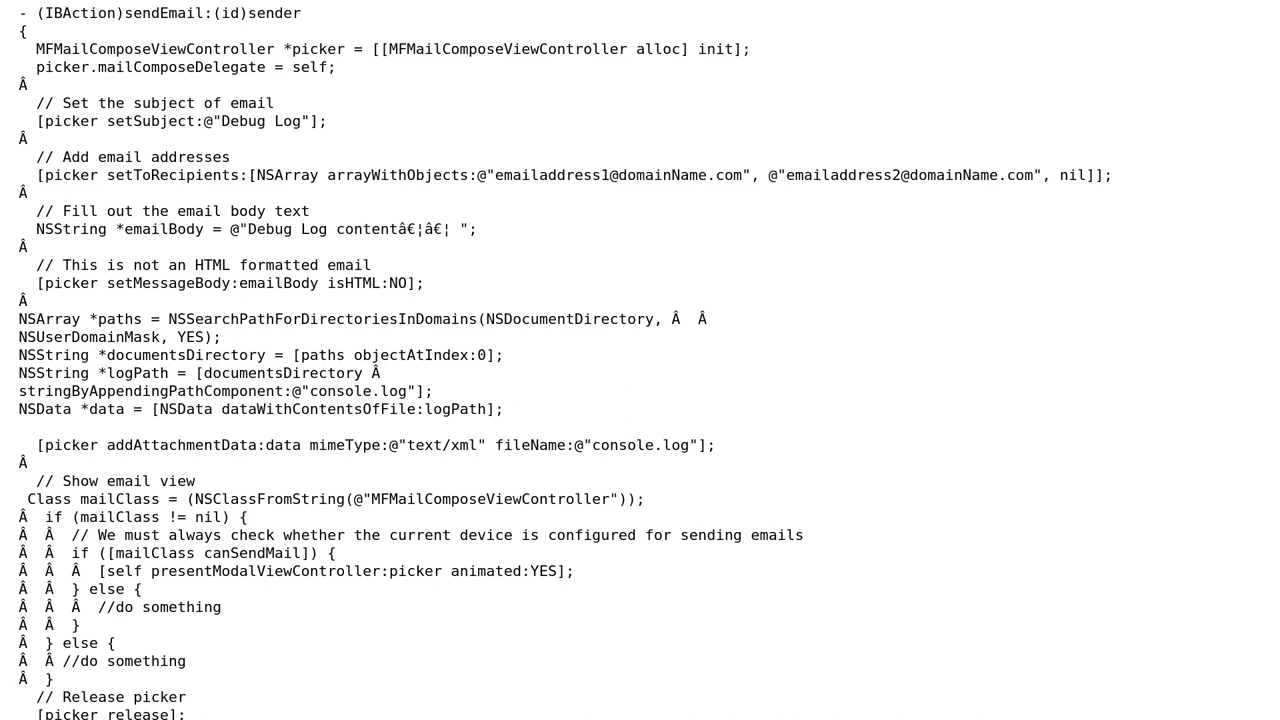 - (IBAction)sendEmail:(id)sender
{
  MFMailComposeViewController *picker = [[MFMailComposeViewController alloc] init];
  picker.mailComposeDelegate = self;
Â
  // Set the subject of email
  [picker setSubject:@"Debug Log"];
Â
  // Add email addresses
  [picker setToRecipients:[NSArray arrayWithObjects:@"emailaddress1@domainName.com", @"emailaddress2@domainName.com", nil]];
Â
  // Fill out the email body text
  NSString *emailBody = @"Debug Log contentâ€¦â€¦ ";
Â
  // This is not an HTML formatted email
  [picker setMessageBody:emailBody isHTML:NO];
Â
NSArray *paths = NSSearchPathForDirectoriesInDomains(NSDocumentDirectory, Â  Â
NSUserDomainMask, YES);
NSString *documentsDirectory = [paths objectAtIndex:0];
NSString *logPath = [documentsDirectory Â
stringByAppendingPathComponent:@"console.log"];
NSData *data = [NSData dataWithContentsOfFile:logPath];

  [picker addAttachmentData:data mimeType:@"text/xml" fileName:@"console.log"];
Â
  // Show email view
 Class mailClass = (NSClassFromString(@"MFMailComposeViewController"));
Â  if (mailClass != nil) {
Â  Â  // We must always check whether the current device is configured for sending emails
Â  Â  if ([mailClass canSendMail]) {
Â  Â  Â  [self presentModalViewController:picker animated:YES];
Â  Â  } else {
Â  Â  Â  //do something
Â  Â  }
Â  } else {
Â  Â //do something
Â  }
  // Release picker
  [picker release];